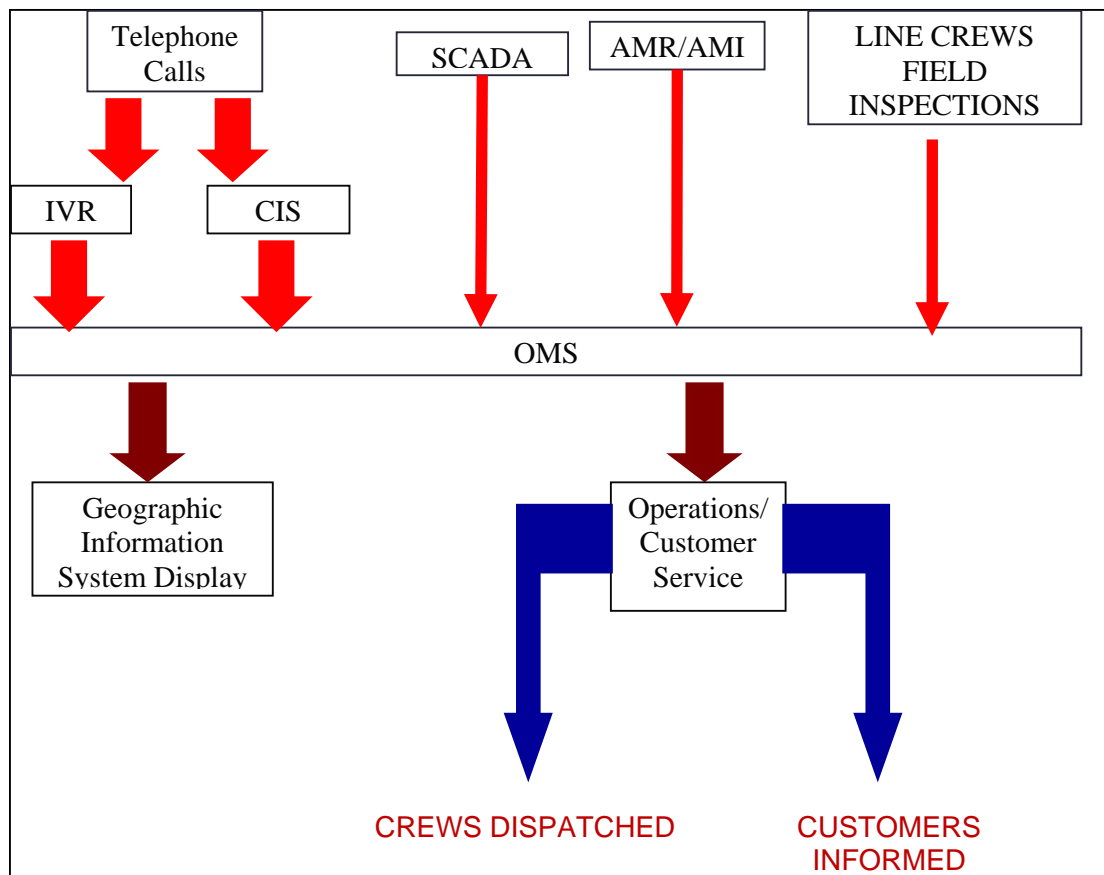 Telephone
Calls
SCADA
AMR/AMI
LINE CREWS
FIELD
INSPECTIONS
IVR
CIS
OMS
Geographic
Information
System Display
Operations/
Customer
Service
CREWS DISPATCHED
CUSTOMERS
INFORMED